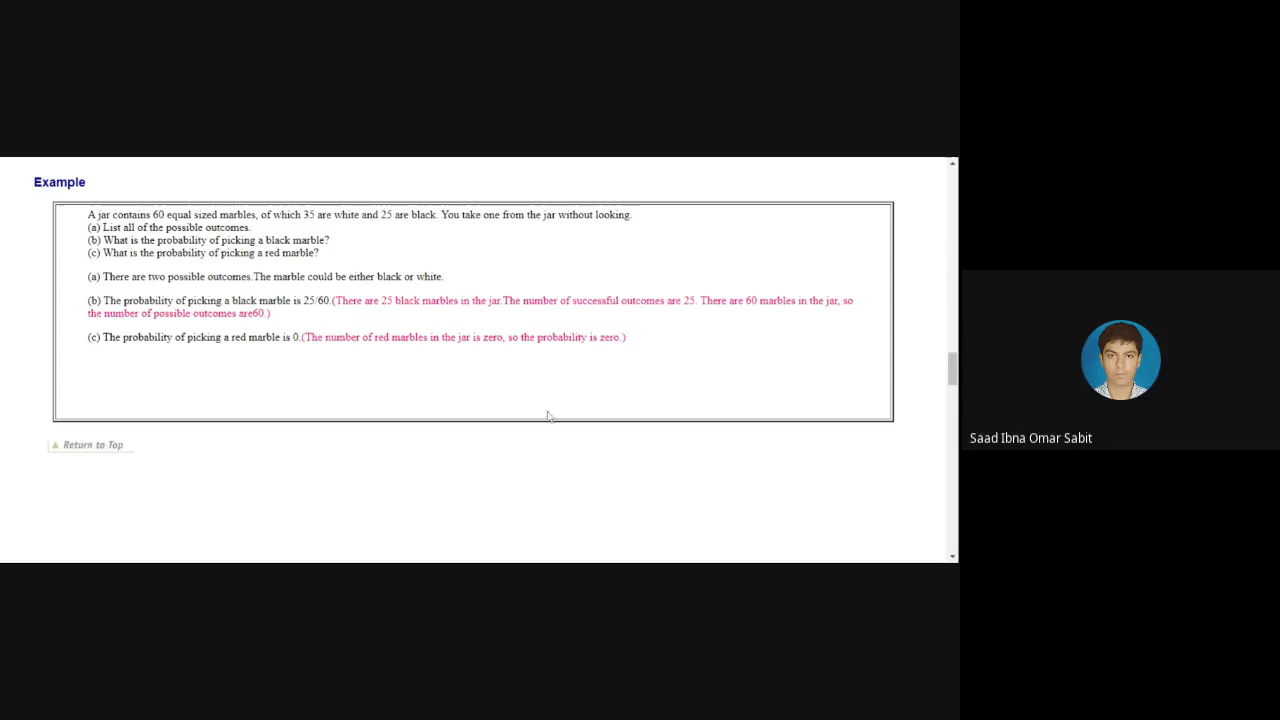 Example
A jar contains 60 equal sized marbles, of which 35 are white and 25 are black. You take one from the jar without looking.
(a) List all of the possible outcomes.
(b) What is the probability of picking a black marble?
(c) What is the probability of picking a red marble?
(a) There are two possible outcomes.The marble could be either black or white.
(b) The probability of picking a black marble is 25/60.(There are 25 black marbles in the jar.The number of successful outcomes are 25. There are 60 marbles in the jar, so
the number of possible outcomes are60.)
(c) The probability of picking a red marble is 0.(The number of red marbles in the jar is zero, so the probability is zero.)
Return to Top
Saad Ibna Omar Sabit